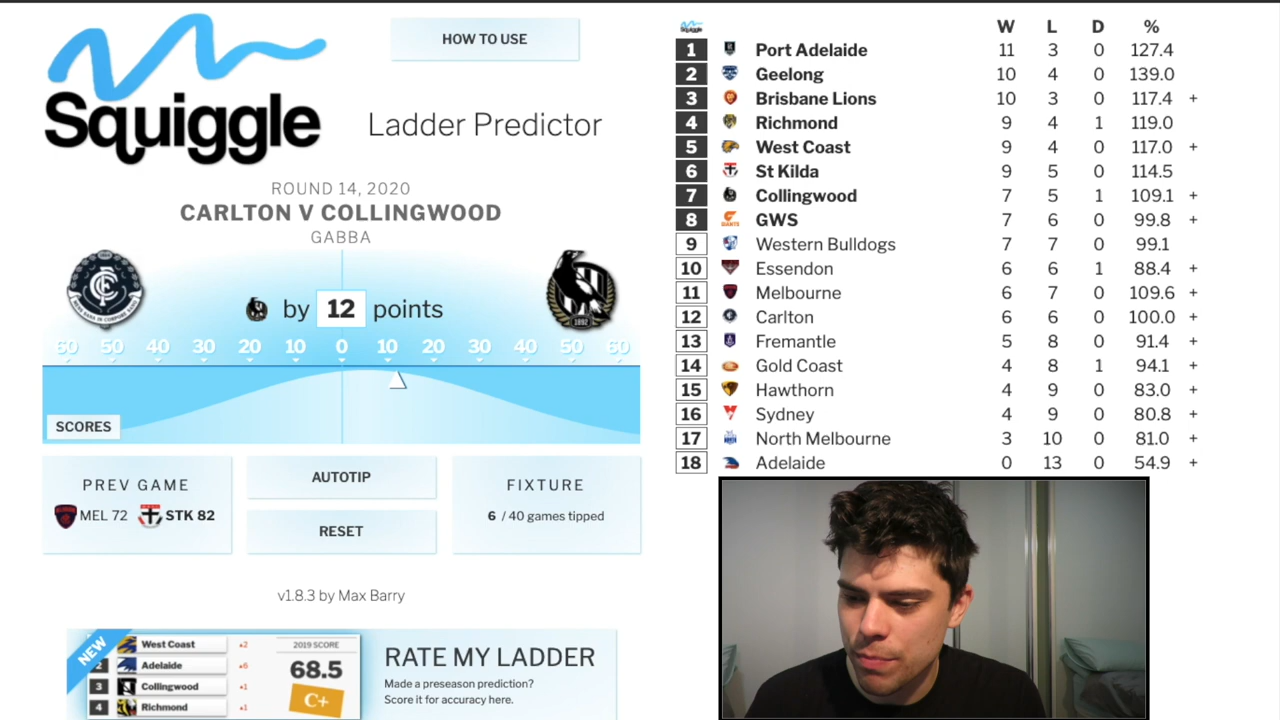 Squiggle
HOW TO USE
Ladder Predictor
ROUND 14, 2020
CARLTON V COLLINGWOOD
GABBA
by 12 points
60 50 40 30 20 10 0 10 20 30 40 50 60
SCORES
PREV GAME
MEL 72 STK 82
AUTOTIP
RESET
FIXTURE
6 / 40 games tipped
v1.8.3 by Max Barry
NEW
West Coast 2
2 Adelaide 6
3 Collingwood 1
4 Richmond 1
2019 SCORE
68.5
C+
RATE MY LADDER
Made a preseason prediction?
Score it for accuracy here.
W L D %
1 Port Adelaide 11 3 0 127.4
2 Geelong 10 4 0 139.0
3 Brisbane Lions 10 3 0 117.4 +
4 Richmond 9 4 1 119.0
5 West Coast 9 4 0 117.0 +
6 St Kilda 9 5 0 114.5
7 Collingwood 7 5 1 109.1 +
8 GWS 7 6 0 99.8 +
9 Western Bulldogs 7 7 0 99.1
10 Essendon 6 6 1 88.4 +
11 Melbourne 6 7 0 109.6 +
12 Carlton 6 6 0 100.0 +
13 Fremantle 5 8 0 91.4 +
14 Gold Coast 4 8 1 94.1 +
15 Hawthorn 4 9 0 83.0 +
16 Sydney 4 9 0 80.8 +
17 North Melbourne 3 10 0 81.0 +
18 Adelaide 0 13 0 54.9 +